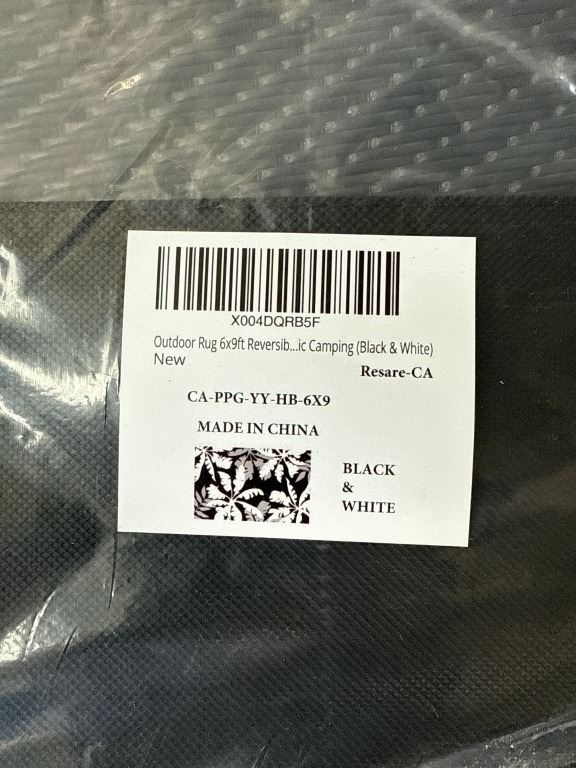 X004DQRB5F
Outdoor Rug 6x9ft Reversib...ic Camping (Black & White)
New
Resare-CA
CA-PPG-YY-HB-6X9
MADE IN CHINA
BLACK
&
WHITE